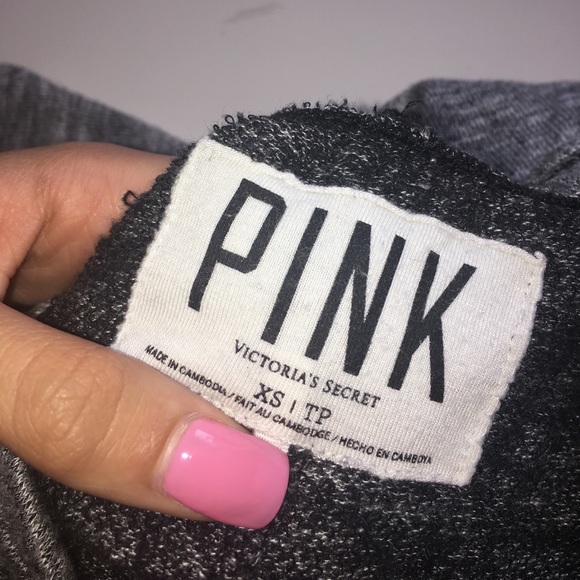 PINK
VICTORIA'S SECRET
XS | TP
MADE IN CAMBODIA / FAIT AU CAMBODGE / HECHO EN CAMBOYA